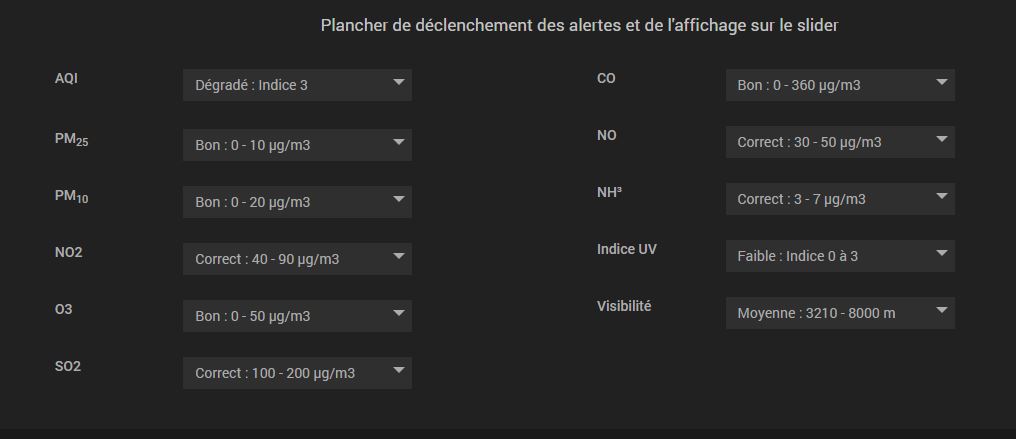 Plancher de déclenchement des alertes et de l'affichage sur le slider
AQI
Dégradé : Indice 3
PM25
Bon : 0 - 10 µg/m3
PM10
Bon : 0 - 20 µg/m3
NO2
Correct : 40 - 90 µg/m3
O3
Bon : 0 - 50 µg/m3
SO2
Correct : 100 - 200 µg/m3
CO
Bon : 0 - 360 µg/m3
NO
Correct : 30 - 50 µg/m3
NH³
Correct : 3 - 7 µg/m3
Indice UV
Faible : Indice 0 à 3
Visibilité
Moyenne : 3210 - 8000 m